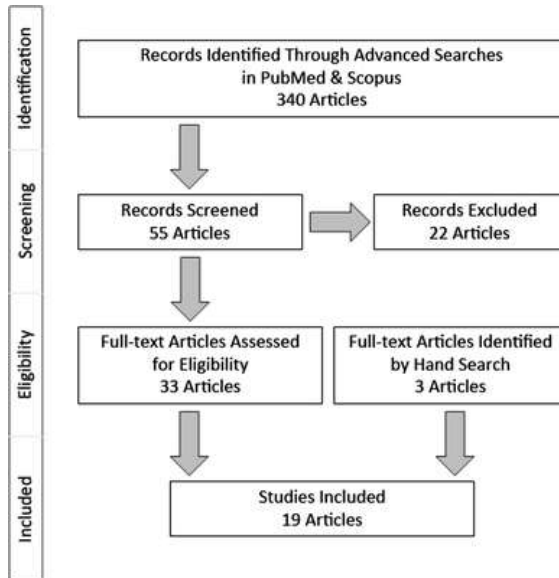 Identification
Records Identified Through Advanced Searches
in PubMed & Scopus
340 Articles
Screening
Records Screened
55 Articles
Records Excluded
22 Articles
Eligibility
Full-text Articles Assessed
for Eligibility
33 Articles
Full-text Articles Identified
by Hand Search
3 Articles
Included
Studies Included
19 Articles